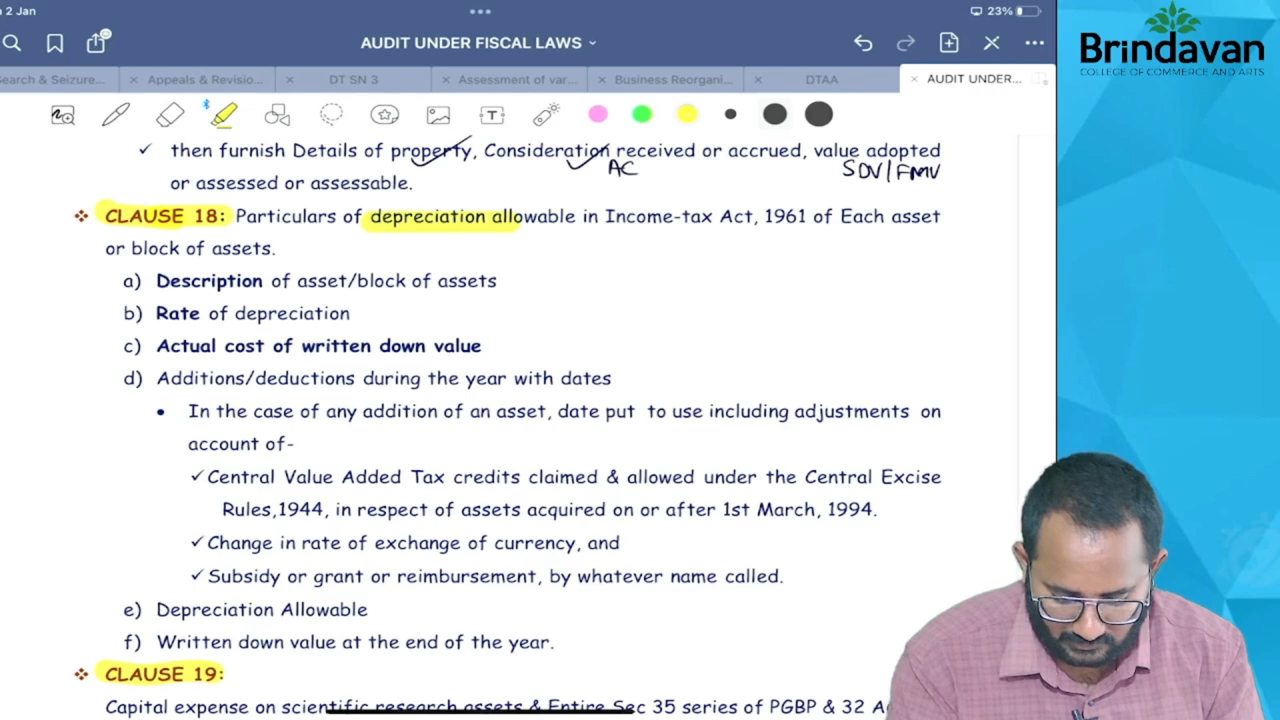 2 Jan
23%
AUDIT UNDER FISCAL LAWS
earch & Seizure...
Appeals & Revisio...
DT SN 3
Assessment of var...
Business Reorgani...
DTAA
AUDIT UNDER...
Brindavan
COLLEGE OF COMMERCE AND ARTS
✓ then furnish Details of property, Consideration received or accrued, value adopted
AC SDV/FMV
or assessed or assessable.
❖ CLAUSE 18: Particulars of depreciation allowable in Income-tax Act, 1961 of Each asset
or block of assets.
a) Description of asset/block of assets
b) Rate of depreciation
c) Actual cost of written down value
d) Additions/deductions during the year with dates
• In the case of any addition of an asset, date put to use including adjustments on
account of-
✓Central Value Added Tax credits claimed & allowed under the Central Excise
Rules,1944, in respect of assets acquired on or after 1st March, 1994.
✓Change in rate of exchange of currency, and
✓Subsidy or grant or reimbursement, by whatever name called.
e) Depreciation Allowable
f) Written down value at the end of the year.
❖ CLAUSE 19:
Capital expense on scientific research assets & Entire Sec 35 series of PGBP & 32 A